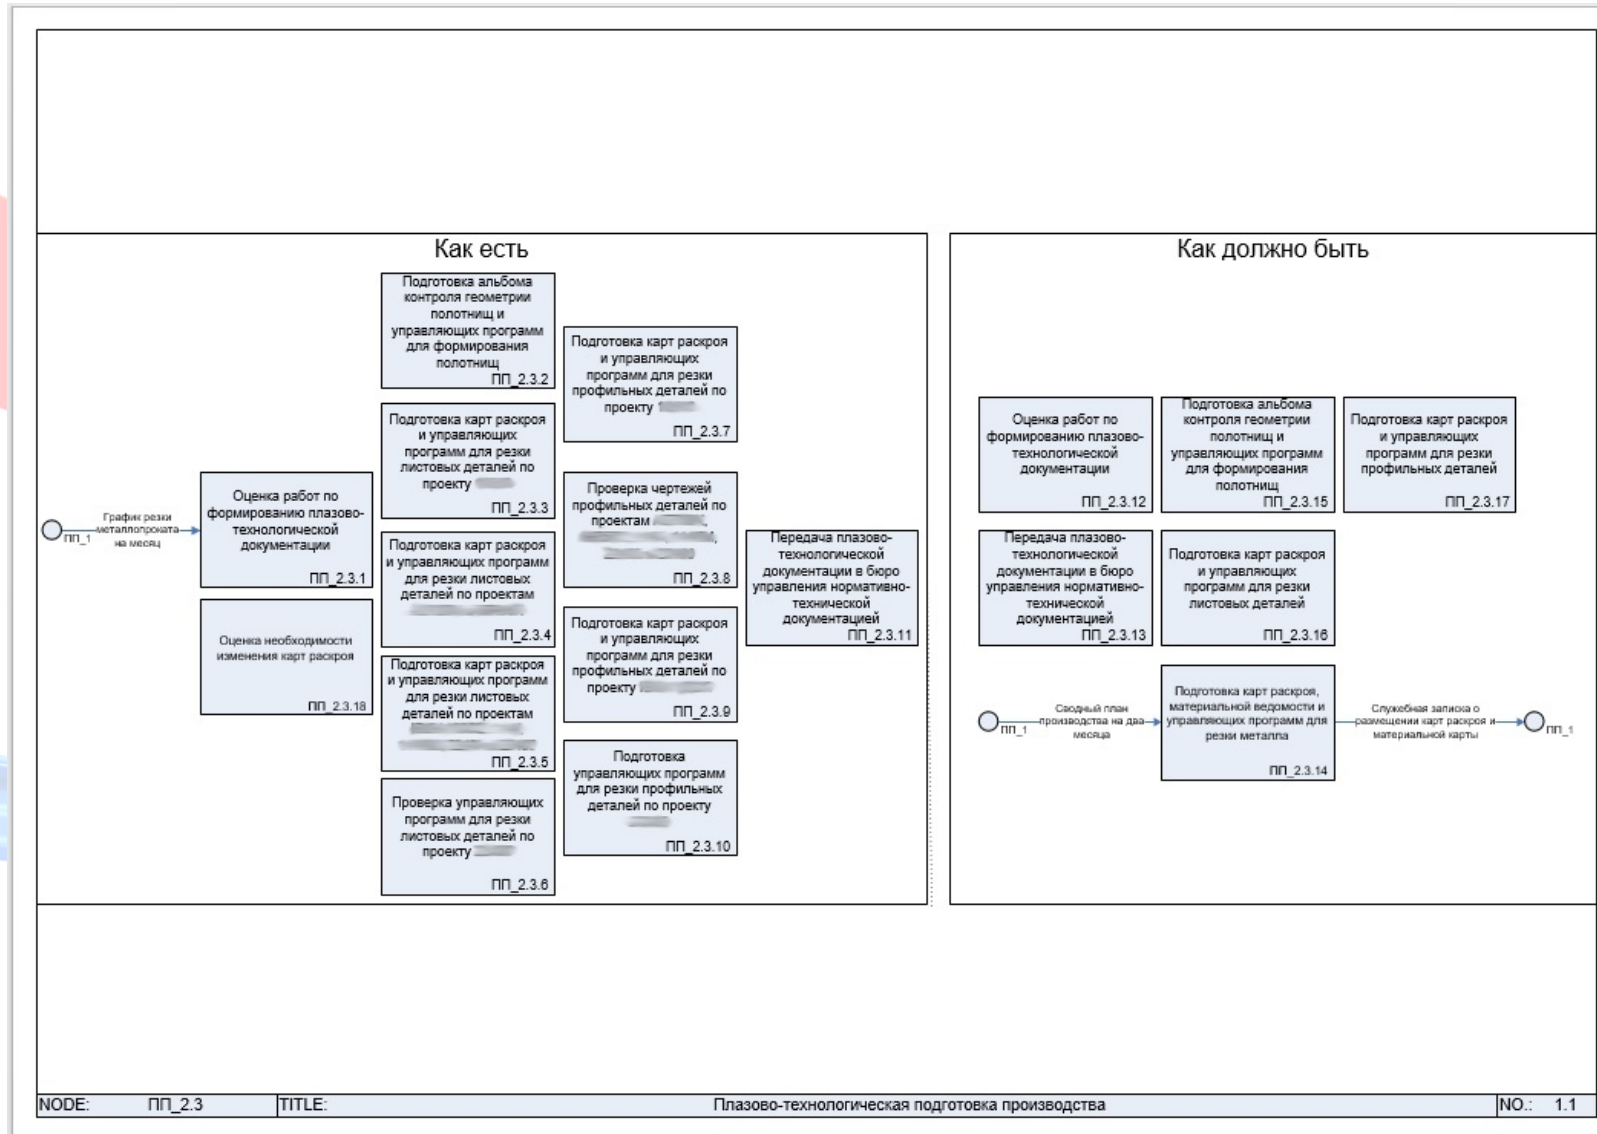 Как есть
Подготовка альбома
контроля геометрии
полотнищ и
управляющих программ
для формирования
полотнищ
ПП_2.3.2
Подготовка карт раскроя
и управляющих
программ для резки
профильных деталей по
проекту
ПП_2.3.7
Подготовка карт раскроя
и управляющих
программ для резки
листовых деталей по
проекту
ПП_2.3.3
Оценка работ по
формированию плазово-
технологической
документации
ПП_2.3.1
График резки
металлопроката
на месяц
ПП_1
Проверка чертежей
профильных деталей по
проектам
ПП_2.3.8
Подготовка карт раскроя
и управляющих программ
для резки листовых
деталей по проектам
ПП_2.3.4
Передача плазово-
технологической
документации в бюро
управления нормативно-
технической
документацией
ПП_2.3.11
Оценка необходимости
изменения карт раскроя
ПП_2.3.18
Подготовка карт раскроя
и управляющих
программ для резки
профильных деталей по
проекту
ПП_2.3.9
Подготовка карт раскроя
и управляющих программ
для резки листовых
деталей по проектам
ПП_2.3.5
Подготовка
управляющих программ
для резки профильных
деталей по проекту
ПП_2.3.10
Проверка управляющих
программ для резки
листовых деталей по
проекту
ПП_2.3.6
Как должно быть
Оценка работ по
формированию плазово-
технологической
документации
ПП_2.3.12
Подготовка альбома
контроля геометрии
полотнищ и
управляющих программ
для формирования
полотнищ
ПП_2.3.15
Подготовка карт раскроя
и управляющих
программ для резки
профильных деталей
ПП_2.3.17
Передача плазово-
технологической
документации в бюро
управления нормативно-
технической
документацией
ПП_2.3.13
Подготовка карт раскроя
и управляющих
программ для резки
листовых деталей
ПП_2.3.16
ПП_1
Сводный план
производства на два
месяца
Подготовка карт раскроя,
материальной ведомости и
управляющих программ для
резки металла
ПП_2.3.14
Служебная записка о
размещении карт раскроя и
материальной карты
ПП_1
NODE: ПП_2.3 TITLE: Плазово-технологическая подготовка производства NO.: 1.1